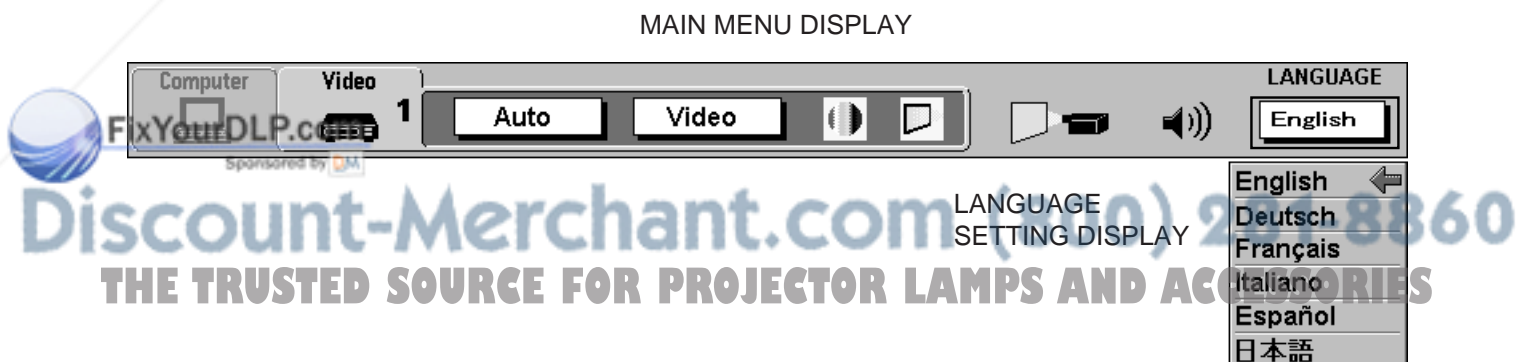 MAIN MENU DISPLAY
Computer Video LANGUAGE
1 Auto Video English
FixYourDLP.com
Sponsored by DM
Discount-Merchant.com (800) 281-8860
THE TRUSTED SOURCE FOR PROJECTOR LAMPS AND ACCESSORIES
LANGUAGE
SETTING DISPLAY
English
Deutsch
Français
Italiano
Español
日本語